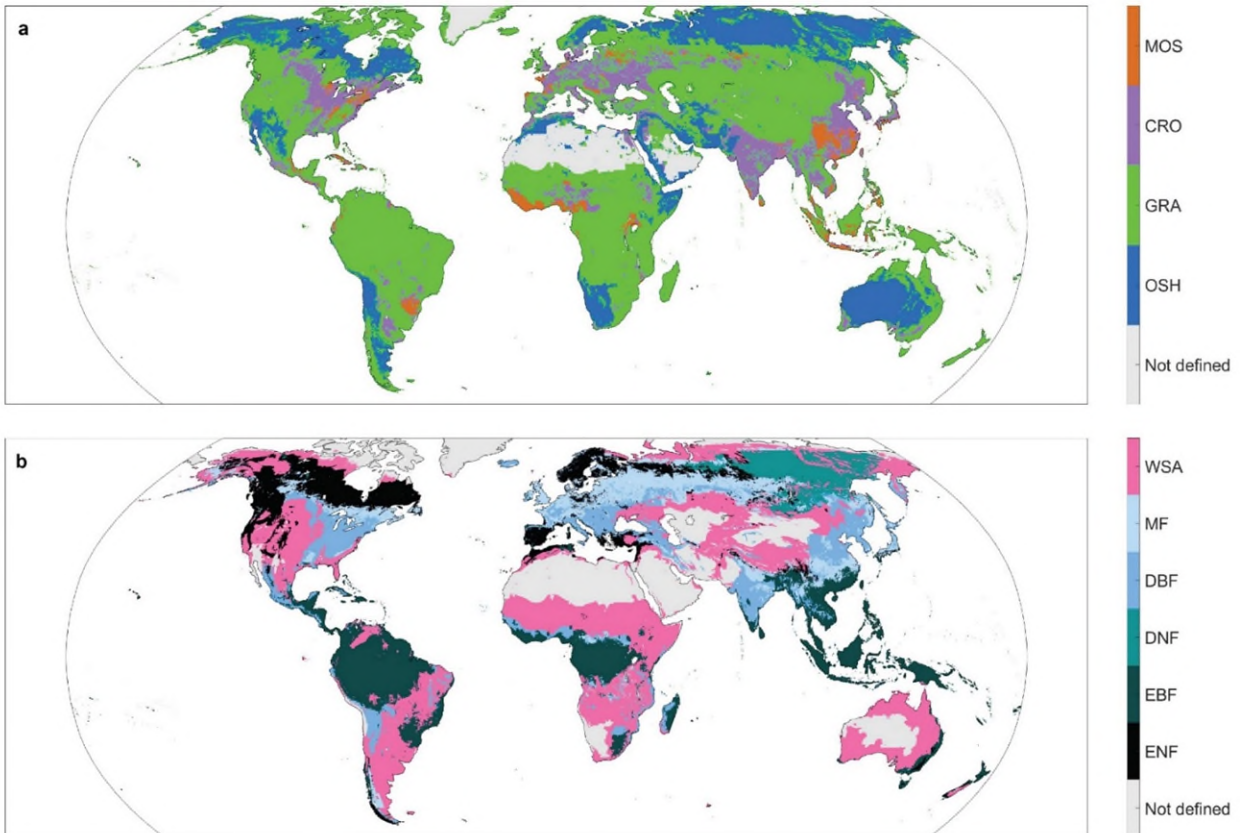 a
MOS
CRO
GRA
OSH
Not defined
b
WSA
MF
DBF
DNF
EBF
ENF
Not defined